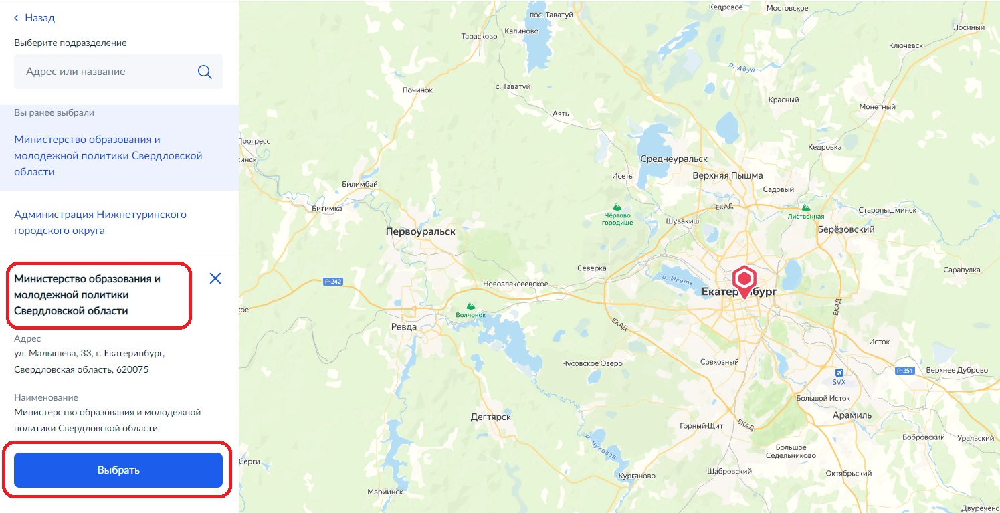 Назад
Выберите подразделение
Адрес или название
Вы ранее выбрали
Министерство образования и
молодежной политики Свердловской
области
Администрация Нижнетуринского
городского округа
Министерство образования и
молодежной политики
Свердловской области
Адрес
ул. Малышева, 33, г. Екатеринбург,
Свердловская область, 620075
Наименование
Министерство образования и молодежной
политики Свердловской области
Выбрать
пос. Таватуй
Кедровое
Мостовское
Калиново
Тарасково
Лосиный
Ключевск
р. Адуй
с. Таватуй
Починок
Красный
Монетный
Аять
Прогресс
Кедровка
Среднеуральск
Исеть
Верхняя Пышма
Билимбай
Садовый
Битимка
ЕКАД
Старопышминск
Чёртово
городище
Лиственная
Шувакиш
Берёзовский
Первоуральск
Северка
Сарапулка
Р-242
р. Исеть
Новоалексеевское
Екатеринбург
Волчонок
ЕКАД
Ревда
ЕКАД
Исток
Чусовское Озеро
Совхозный
Р-351
Верхнее Дуброво
SVX
Большой Исток
Арамиль
Дегтярск
Горный Щит
ЕКАД
р. Чусовая
Бобровский
Уральский
Большое
Седельниково
Серги
Курганово
Шабровский
Октябрьский
Мариинск
Двуреченс